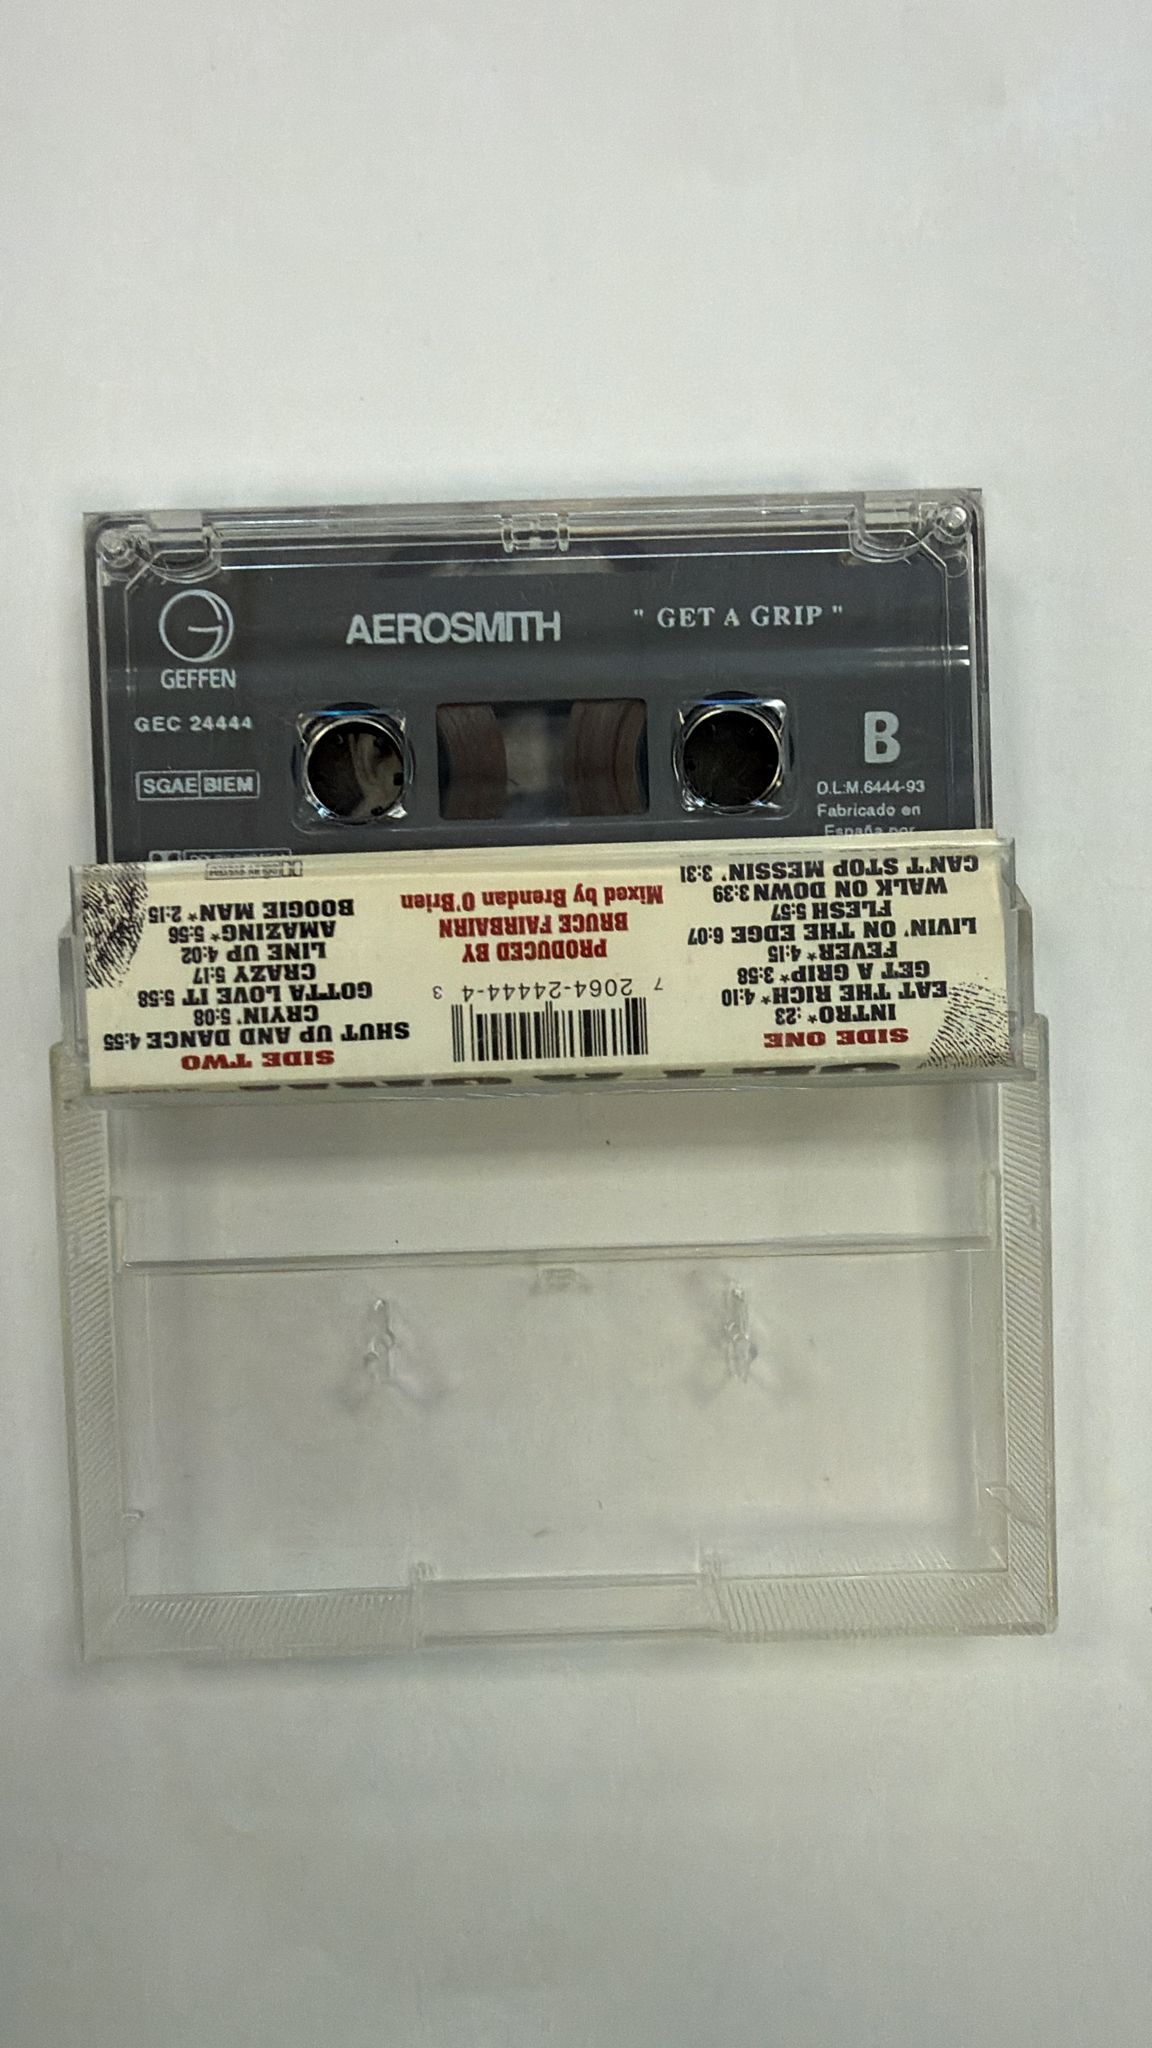 AEROSMITH " GET A GRIP "
GEFFEN
GEC 24444
B
SGAE BIEM
D.L:M.6444-93
Fabricado en
España por
SIDE ONE
INTRO* :23
EAT THE RICH* 4:10
GET A GRIP* 3:58
FEVER* 4:15
LIVIN' ON THE EDGE 6:07
FLESH 5:57
WALK ON DOWN 3:39
CAN'T STOP MESSIN' 3:31
7 2064-24444-4 3
PRODUCED BY
BRUCE FAIRBAIRN
Mixed by Brendan O'Brien
SIDE TWO
SHUT UP AND DANCE 4:55
CRYIN' 5:08
GOTTA LOVE IT 5:58
CRAZY 5:17
LINE UP 4:02
AMAZING* 5:56
BOOGIE MAN* 2:15